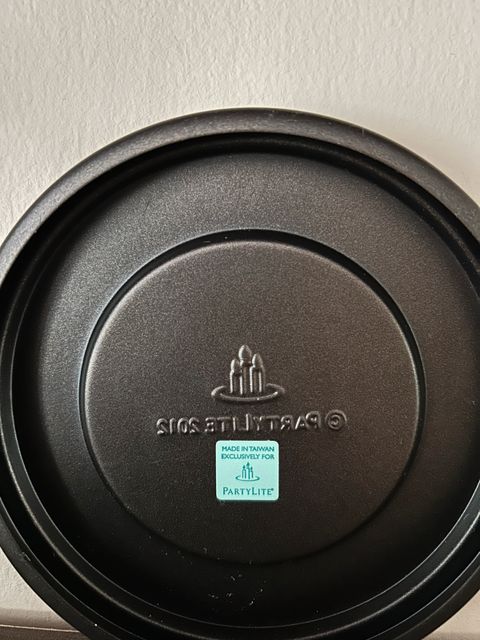 © PARTYLITE 2012
MADE IN TAIWAN
EXCLUSIVELY FOR
PARTYLITE®